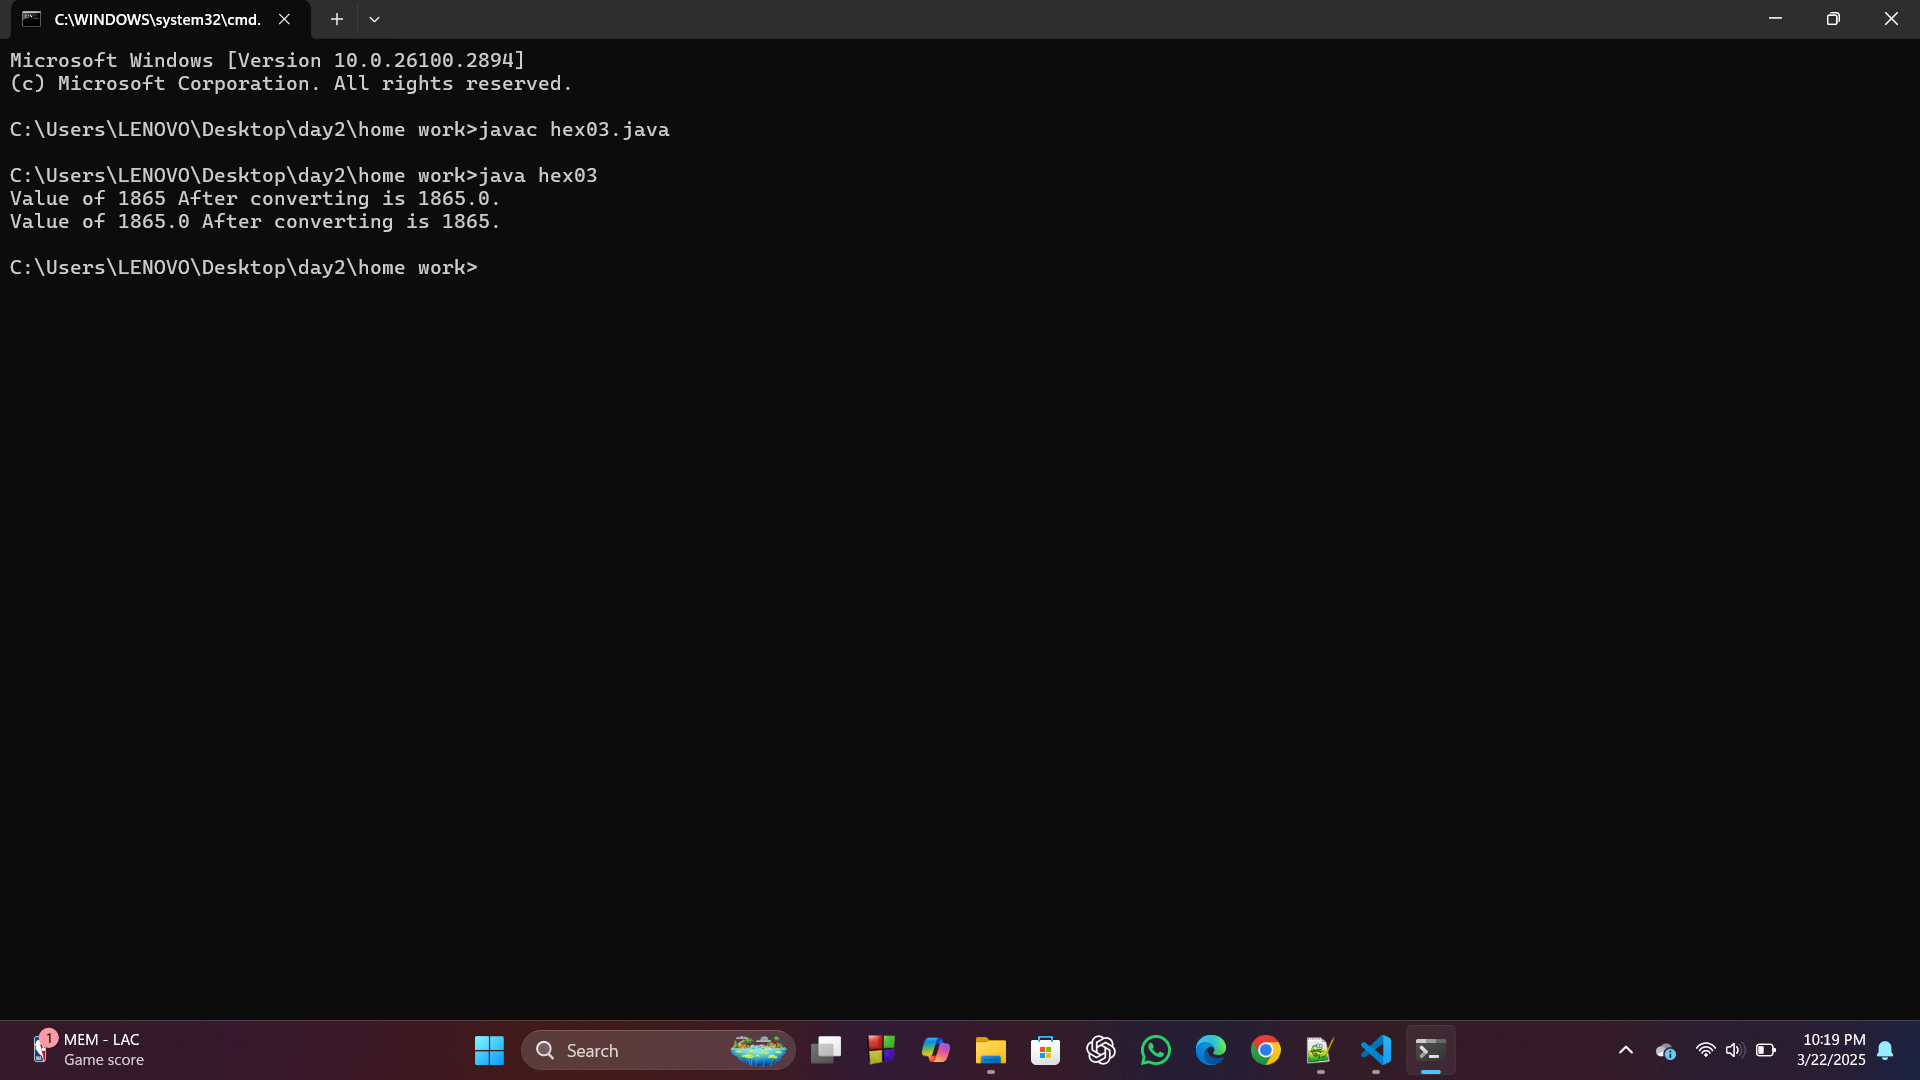 C:\WINDOWS\system32\cmd.
Microsoft Windows [Version 10.0.26100.2894]
(c) Microsoft Corporation. All rights reserved.
C:\Users\LENOVO\Desktop\day2\home work>javac hex03.java
C:\Users\LENOVO\Desktop\day2\home work>java hex03
Value of 1865 After converting is 1865.0.
Value of 1865.0 After converting is 1865.
C:\Users\LENOVO\Desktop\day2\home work>
1
MEM - LAC
Game score
Search
10:19 PM
3/22/2025